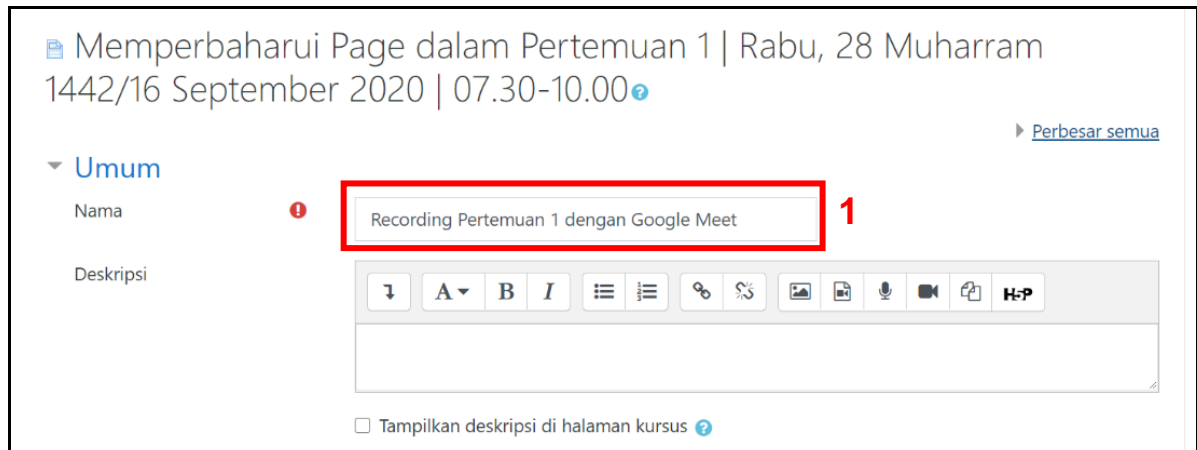 Memperbaharui Page dalam Pertemuan 1 | Rabu, 28 Muharram
1442/16 September 2020 | 07.30-10.00
Perbesar semua
Umum
Nama
Recording Pertemuan 1 dengan Google Meet
1
Deskripsi
A B I
H5P
Tampilkan deskripsi di halaman kursus